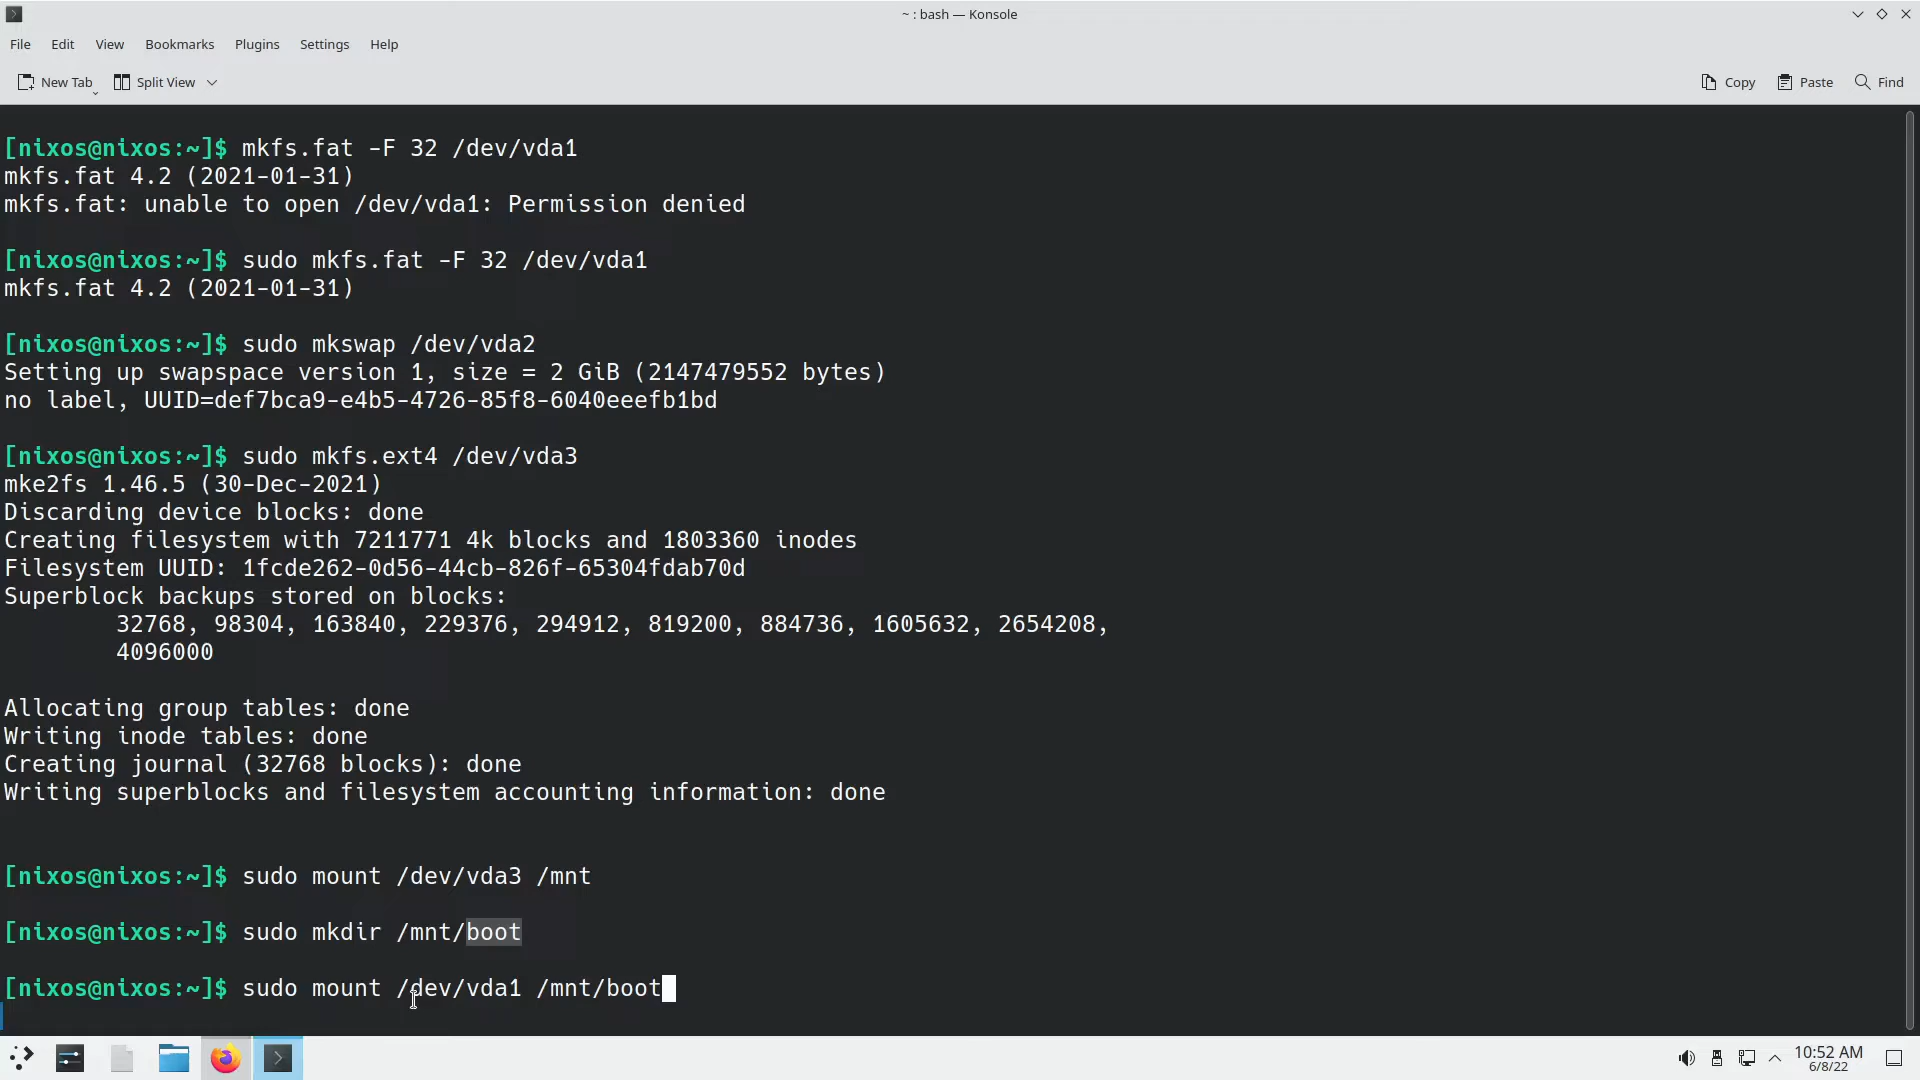 ~ : bash — Konsole
File Edit View Bookmarks Plugins Settings Help
New Tab Split View Copy Paste Find
[nixos@nixos:~]$ mkfs.fat -F 32 /dev/vda1
mkfs.fat 4.2 (2021-01-31)
mkfs.fat: unable to open /dev/vda1: Permission denied
[nixos@nixos:~]$ sudo mkfs.fat -F 32 /dev/vda1
mkfs.fat 4.2 (2021-01-31)
[nixos@nixos:~]$ sudo mkswap /dev/vda2
Setting up swapspace version 1, size = 2 GiB (2147479552 bytes)
no label, UUID=def7bca9-e4b5-4726-85f8-6040eeefb1bd
[nixos@nixos:~]$ sudo mkfs.ext4 /dev/vda3
mke2fs 1.46.5 (30-Dec-2021)
Discarding device blocks: done
Creating filesystem with 7211771 4k blocks and 1803360 inodes
Filesystem UUID: 1fcde262-0d56-44cb-826f-65304fdab70d
Superblock backups stored on blocks:
32768, 98304, 163840, 229376, 294912, 819200, 884736, 1605632, 2654208,
4096000
Allocating group tables: done
Writing inode tables: done
Creating journal (32768 blocks): done
Writing superblocks and filesystem accounting information: done
[nixos@nixos:~]$ sudo mount /dev/vda3 /mnt
[nixos@nixos:~]$ sudo mkdir /mnt/boot
[nixos@nixos:~]$ sudo mount /dev/vda1 /mnt/boot
10:52 AM
6/8/22